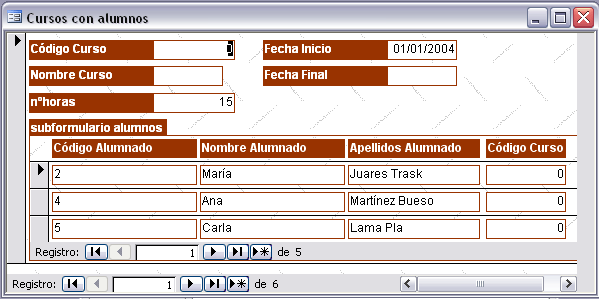 Cursos con alumnos
Código Curso 0 Fecha Inicio 01/01/2004
Nombre Curso Fecha Final
nºhoras 15
subformulario alumnos
Código Alumnado Nombre Alumnado Apellidos Alumnado Código Curso
2 María Juares Trask 0
4 Ana Martínez Bueso 0
5 Carla Lama Pla 0
Registro: 1 de 5
Registro: 1 de 6